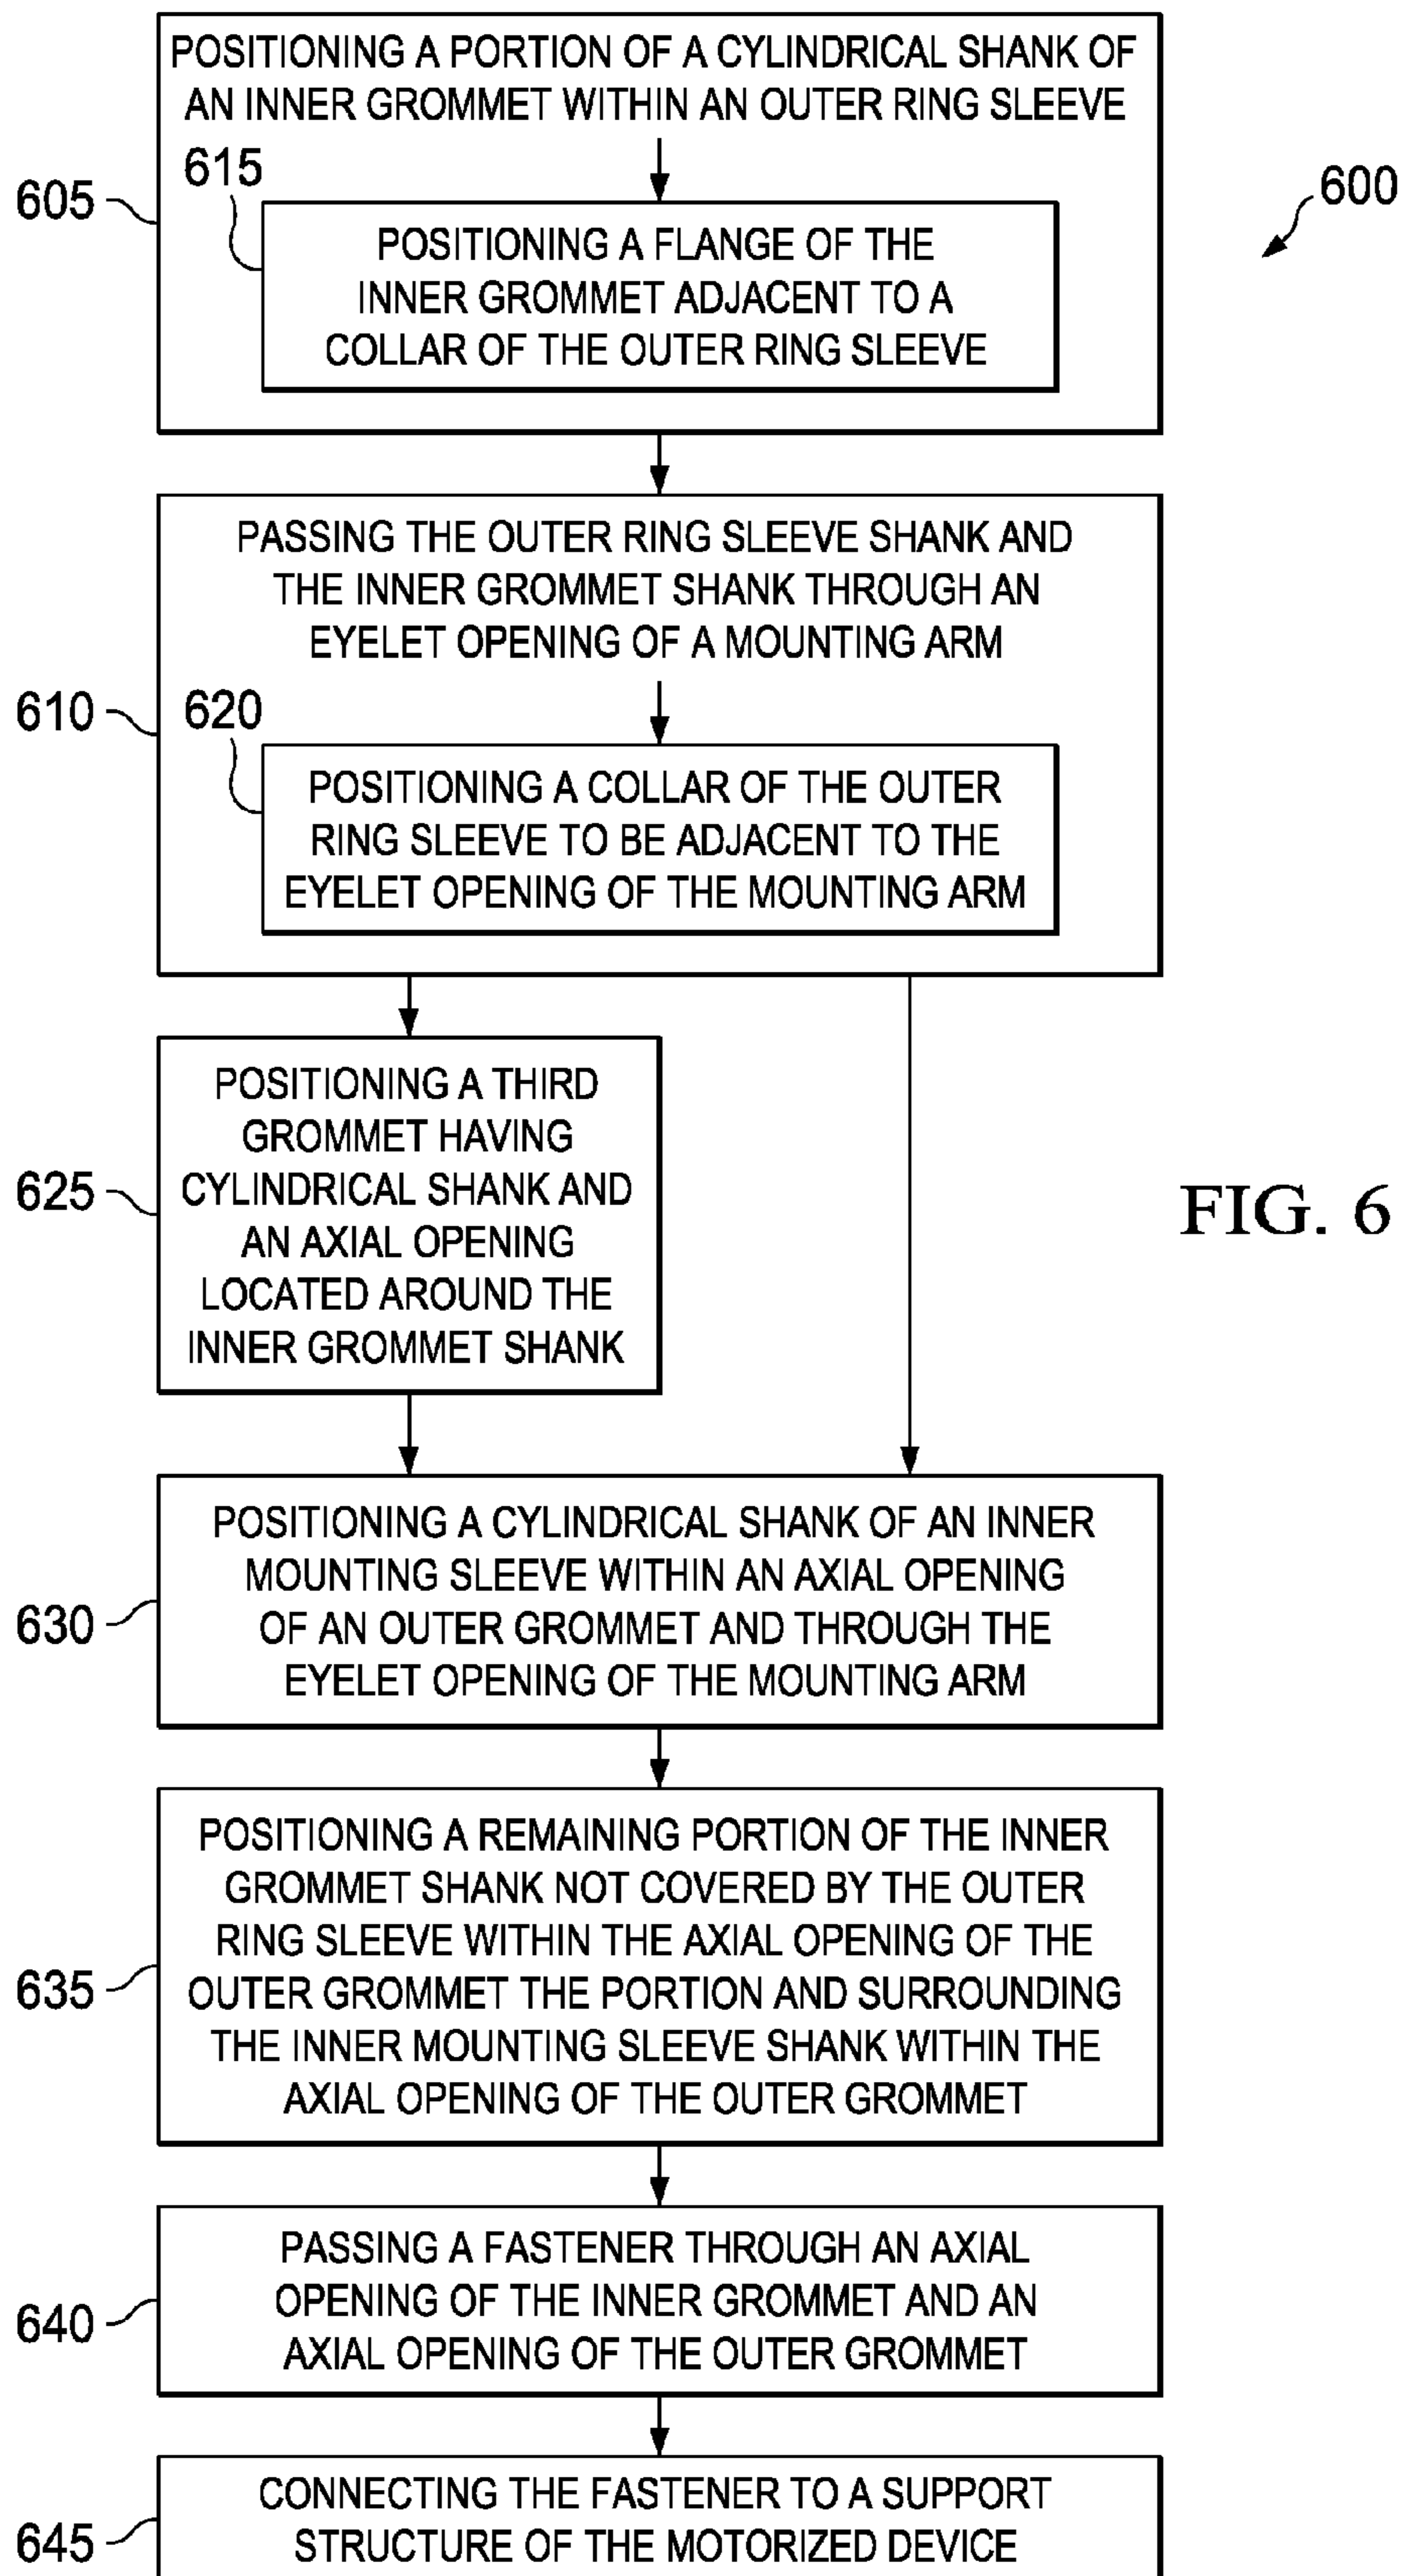 POSITIONING A PORTION OF A CYLINDRICAL SHANK OF
AN INNER GROMMET WITHIN AN OUTER RING SLEEVE
615
605
600
POSITIONING A FLANGE OF THE
INNER GROMMET ADJACENT TO A
COLLAR OF THE OUTER RING SLEEVE
PASSING THE OUTER RING SLEEVE SHANK AND
THE INNER GROMMET SHANK THROUGH AN
EYELET OPENING OF A MOUNTING ARM
610
620
POSITIONING A COLLAR OF THE OUTER
RING SLEEVE TO BE ADJACENT TO THE
EYELET OPENING OF THE MOUNTING ARM
POSITIONING A THIRD
GROMMET HAVING
CYLINDRICAL SHANK AND
AN AXIAL OPENING
LOCATED AROUND THE
INNER GROMMET SHANK
625
FIG. 6
POSITIONING A CYLINDRICAL SHANK OF AN INNER
MOUNTING SLEEVE WITHIN AN AXIAL OPENING
OF AN OUTER GROMMET AND THROUGH THE
EYELET OPENING OF THE MOUNTING ARM
630
POSITIONING A REMAINING PORTION OF THE INNER
GROMMET SHANK NOT COVERED BY THE OUTER
RING SLEEVE WITHIN THE AXIAL OPENING OF THE
OUTER GROMMET THE PORTION AND SURROUNDING
THE INNER MOUNTING SLEEVE SHANK WITHIN THE
AXIAL OPENING OF THE OUTER GROMMET
635
PASSING A FASTENER THROUGH AN AXIAL
OPENING OF THE INNER GROMMET AND AN
AXIAL OPENING OF THE OUTER GROMMET
640
CONNECTING THE FASTENER TO A SUPPORT
STRUCTURE OF THE MOTORIZED DEVICE
645